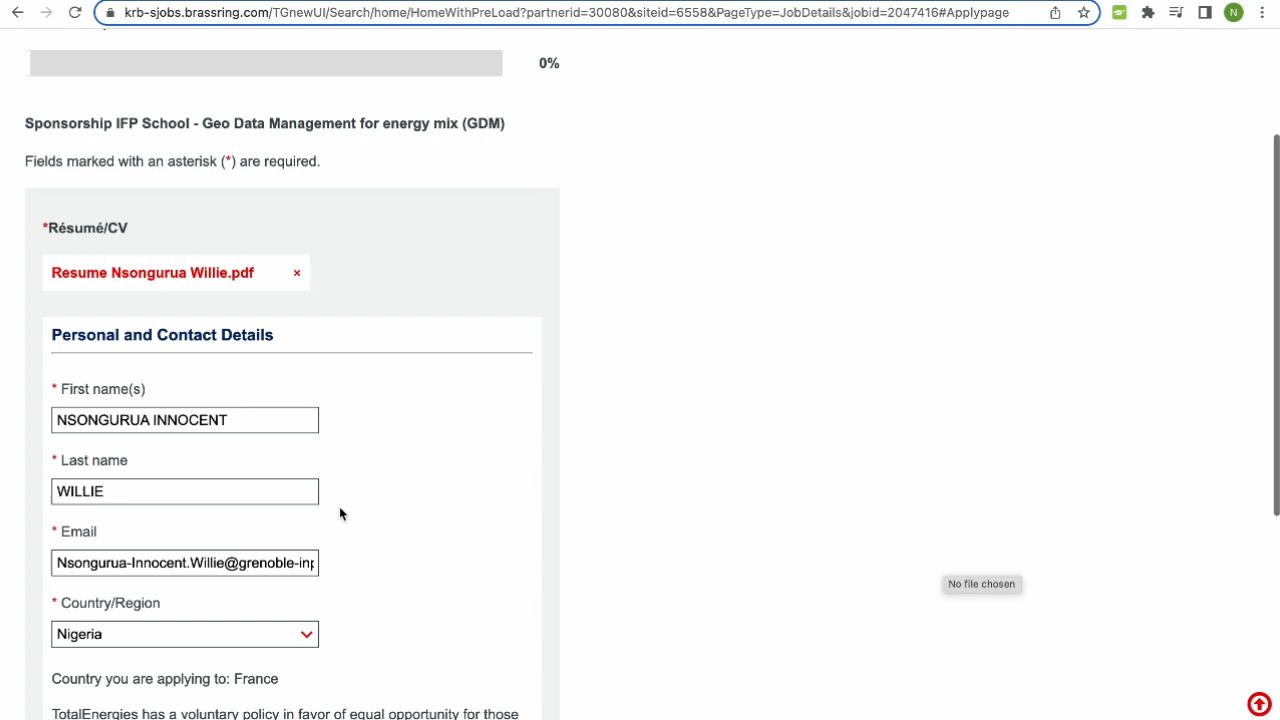 krb-sjobs.brassring.com/TGnewUI/Search/home/HomeWithPreLoad?partnerid=30080&siteid=6558&PageType=JobDetails&jobid=2047416#Applypage
N
0%
Sponsorship IFP School - Geo Data Management for energy mix (GDM)
Fields marked with an asterisk (*) are required.
*Résumé/CV
Resume Nsongurua Willie.pdf ×
Personal and Contact Details
* First name(s)
NSONGURUA INNOCENT
* Last name
WILLIE
* Email
Nsongurua-Innocent.Willie@grenoble-inp
No file chosen
* Country/Region
Nigeria
Country you are applying to: France
TotalEnergies has a voluntary policy in favor of equal opportunity for those